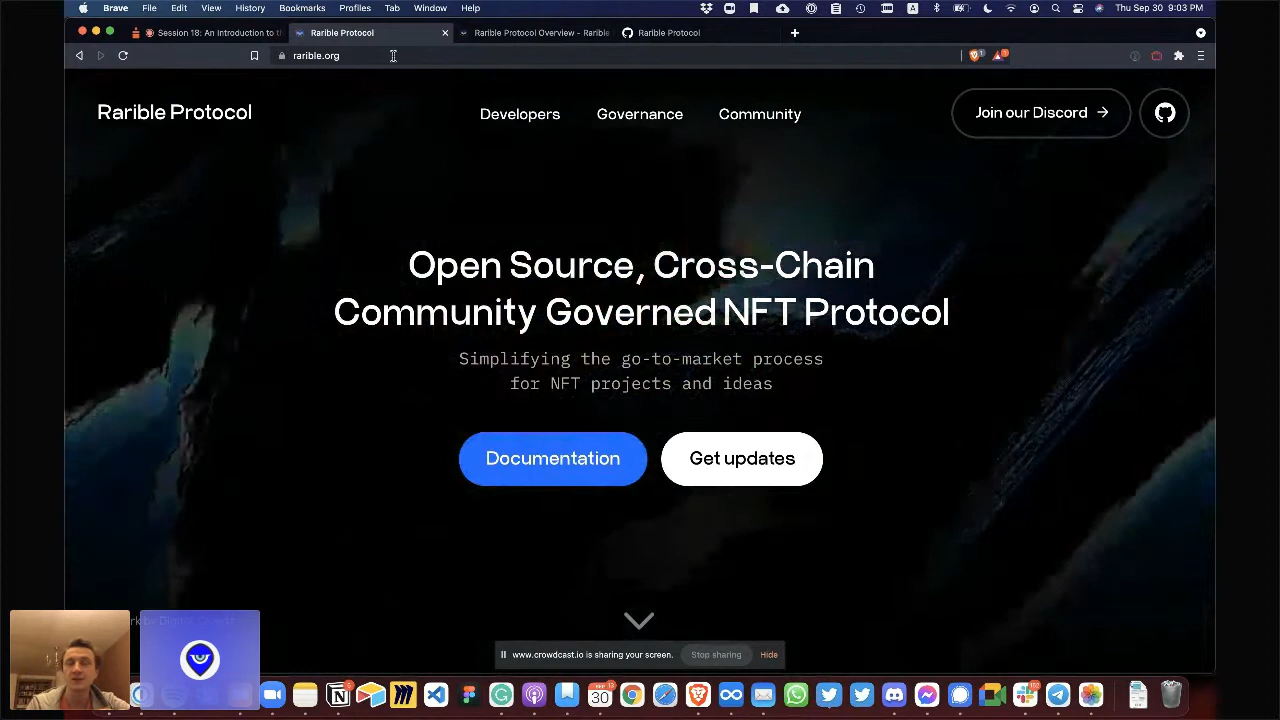 Brave File Edit View History Bookmarks Profiles Tab Window Help
Thu Sep 30 9:03 PM
Session 18: An Introduction to
Rarible Protocol
Rarible Protocol Overview - Rarible
Rarible Protocol
rarible.org
Rarible Protocol
Developers Governance Community
Join our Discord
Open Source, Cross-Chain
Community Governed NFT Protocol
Simplifying the go-to-market process
for NFT projects and ideas
Documentation Get updates
www.crowdcast.io is sharing your screen. Stop sharing Hide
30